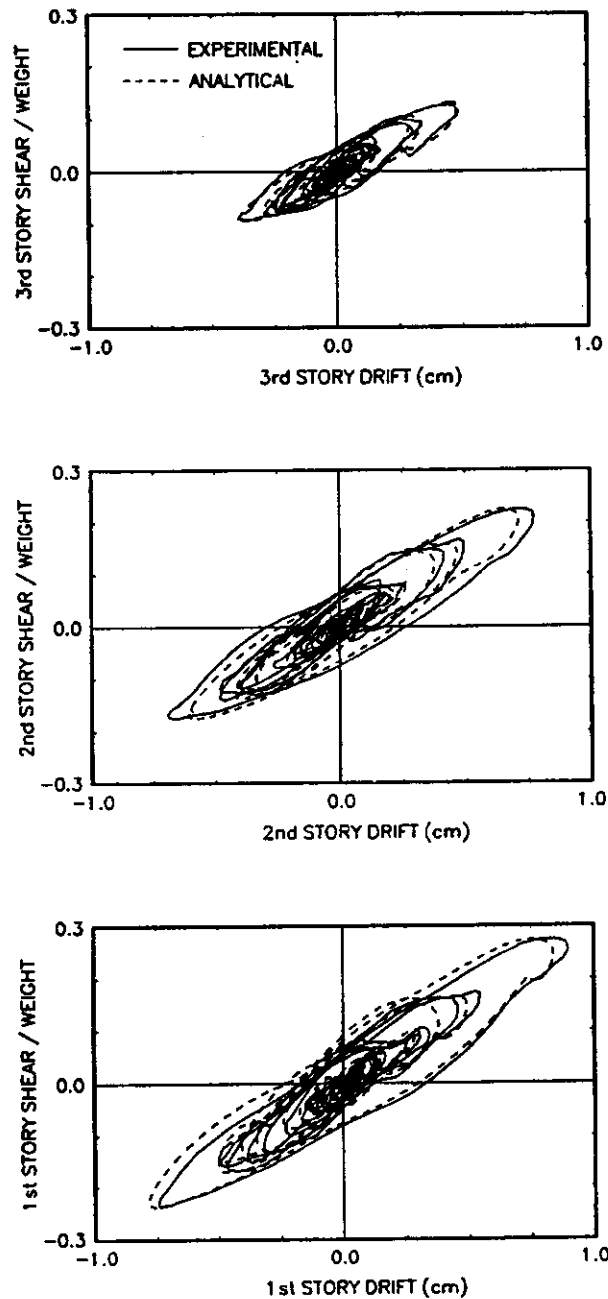 EXPERIMENTAL
ANALYTICAL
3rd STORY SHEAR / WEIGHT
0.0
-0.3
-1.0 0.0 1.0
3rd STORY DRIFT (cm)
0.3
2nd STORY SHEAR / WEIGHT
0.0
-0.3
-1.0 0.0 1.0
2nd STORY DRIFT (cm)
0.3
1st STORY SHEAR / WEIGHT
0.0
-0.3
-1.0 0.0 1.0
1st STORY DRIFT (cm)